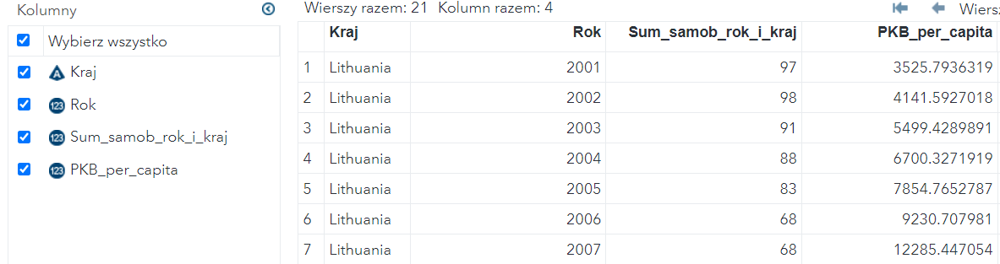 Kolumny
Wybierz wszystko
Kraj
Rok
Sum_samob_rok_i_kraj
PKB_per_capita
Wierszy razem: 21 Kolumn razem: 4
Wiersz
Kraj Rok Sum_samob_rok_i_kraj PKB_per_capita
1 Lithuania 2001 97 3525.7936319
2 Lithuania 2002 98 4141.5927018
3 Lithuania 2003 91 5499.4289891
4 Lithuania 2004 88 6700.3271919
5 Lithuania 2005 83 7854.7652787
6 Lithuania 2006 68 9230.707981
7 Lithuania 2007 68 12285.447054